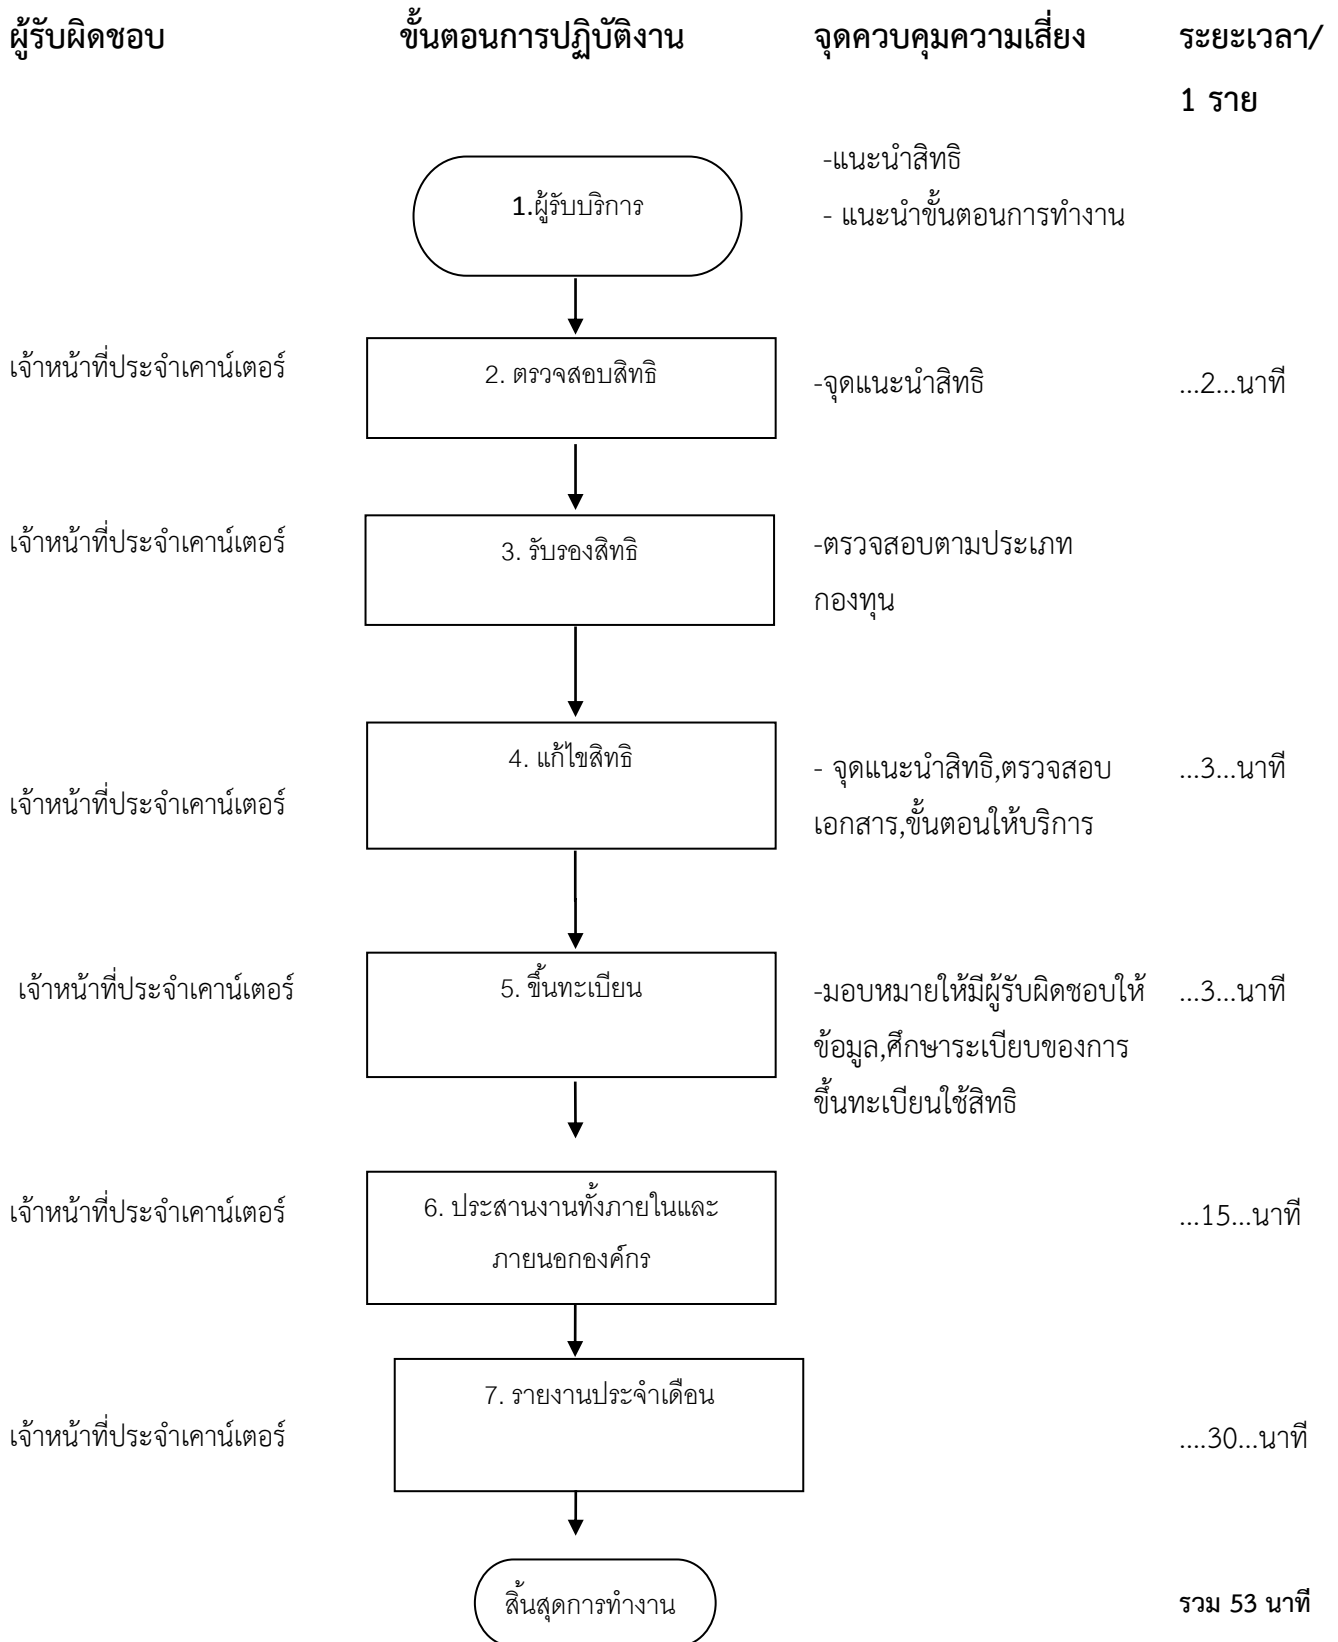 ผู้รับผิดชอบ ขั้นตอนการปฏิบัติงาน จุดควบคุมความเสี่ยง ระยะเวลา/
1 ราย
-แนะนำสิทธิ
1.ผู้รับบริการ
- แนะนำขั้นตอนการทำงาน
เจ้าหน้าที่ประจำเคาน์เตอร์ 2. ตรวจสอบสิทธิ -จุดแนะนำสิทธิ ...2...นาที
เจ้าหน้าที่ประจำเคาน์เตอร์ 3. รับรองสิทธิ -ตรวจสอบตามประเภท
กองทุน
4. แก้ไขสิทธิ
เจ้าหน้าที่ประจำเคาน์เตอร์ - จุดแนะนำสิทธิ,ตรวจสอบ ...3...นาที
เอกสาร,ขั้นตอนให้บริการ
เจ้าหน้าที่ประจำเคาน์เตอร์ 5. ขึ้นทะเบียน -มอบหมายให้มีผู้รับผิดชอบให้ ...3...นาที
ข้อมูล,ศึกษาระเบียบของการ
ขึ้นทะเบียนใช้สิทธิ
เจ้าหน้าที่ประจำเคาน์เตอร์ 6. ประสานงานทั้งภายในและ ...15...นาที
ภายนอกองค์กร
7. รายงานประจำเดือน
เจ้าหน้าที่ประจำเคาน์เตอร์ ....30...นาที
สิ้นสุดการทำงาน รวม 53 นาที